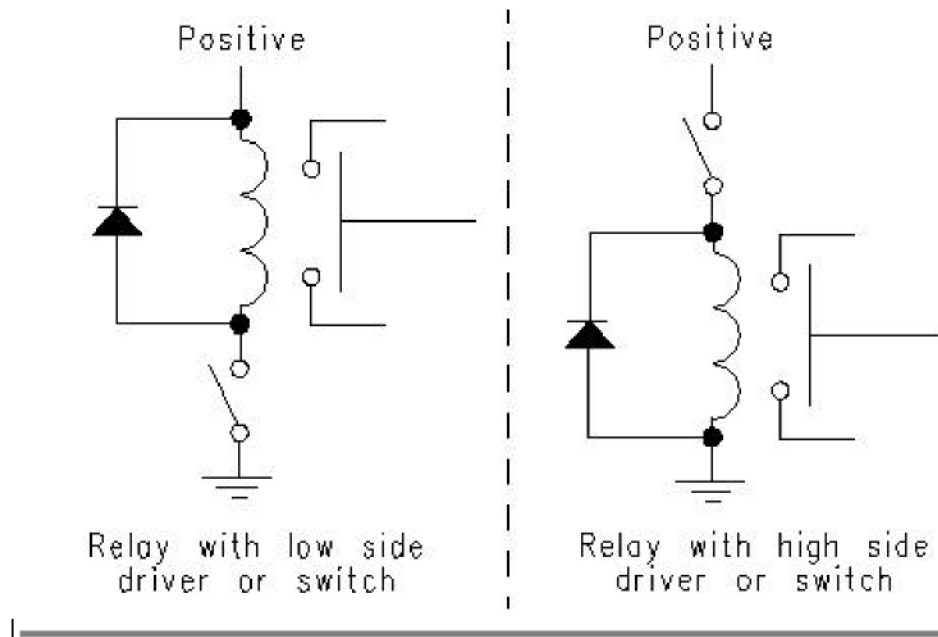 Positive
Positive
Relay with low side
driver or switch
Relay with high side
driver or switch